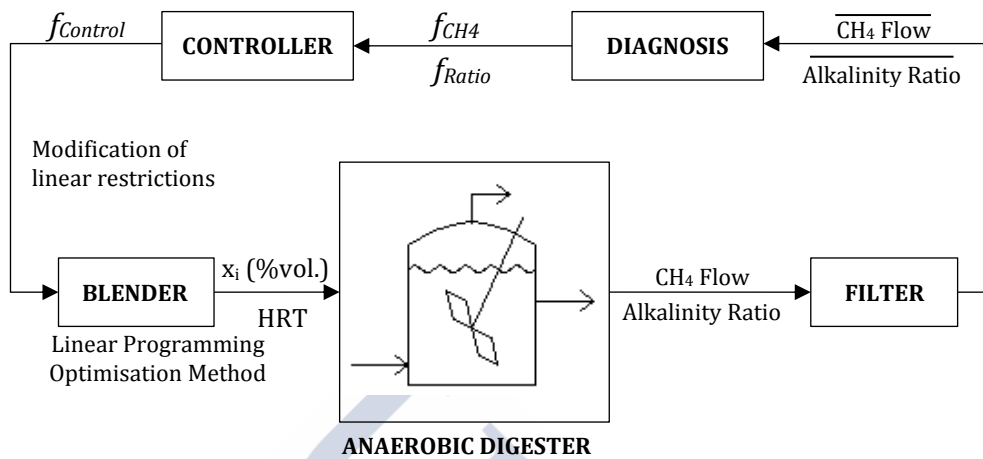 fControl
CONTROLLER
fCH4
fRatio
DIAGNOSIS
CH₄ Flow
Alkalinity Ratio
Modification of
linear restrictions
BLENDER
xᵢ (%vol.)
HRT
Linear Programming
Optimisation Method
CH₄ Flow
Alkalinity Ratio
FILTER
ANAEROBIC DIGESTER